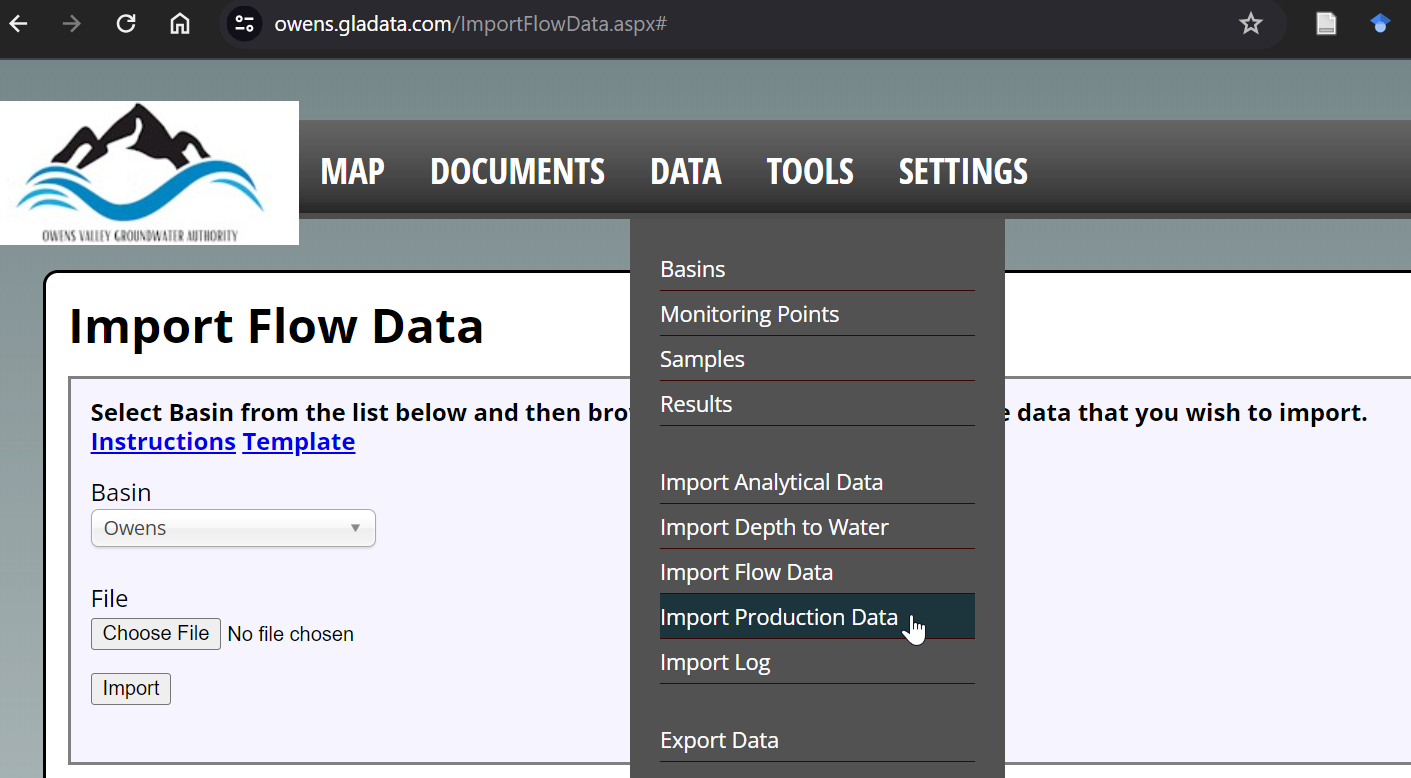 owens.gladata.com/ImportFlowData.aspx#
OWENS VALLEY GROUNDWATER AUTHORITY
MAP DOCUMENTS DATA TOOLS SETTINGS
Basins
Monitoring Points
Samples
Results
Import Analytical Data
Import Depth to Water
Import Flow Data
Import Production Data
Import Log
Export Data
Import Flow Data
Select Basin from the list below and then data that you wish to import.
Instructions Template
Basin
Owens
File
Choose File No file chosen
Import